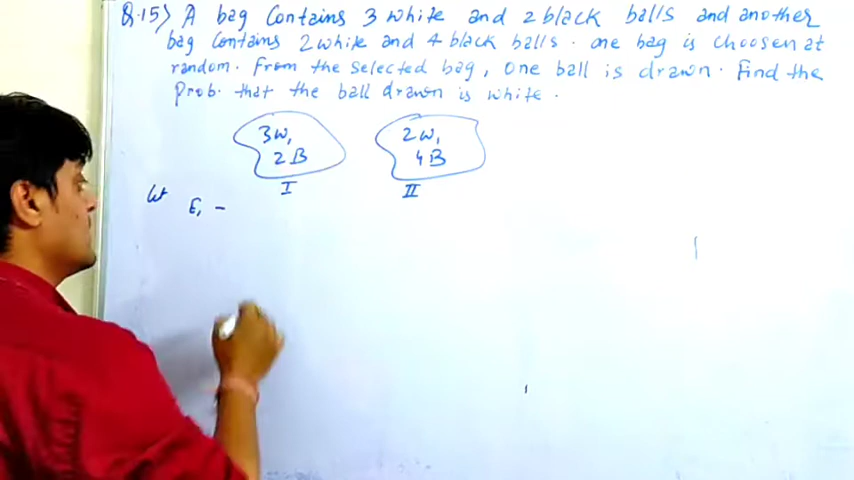 Q.15) A bag contains 3 white and 2 black balls and another
bag contains 2 white and 4 black balls. one bag is choosen at
random. From the selected bag, one ball is drawn. Find the
Prob. that the ball drawn is white.
3W,
2B
I
2W,
4B
II
let E₁ -